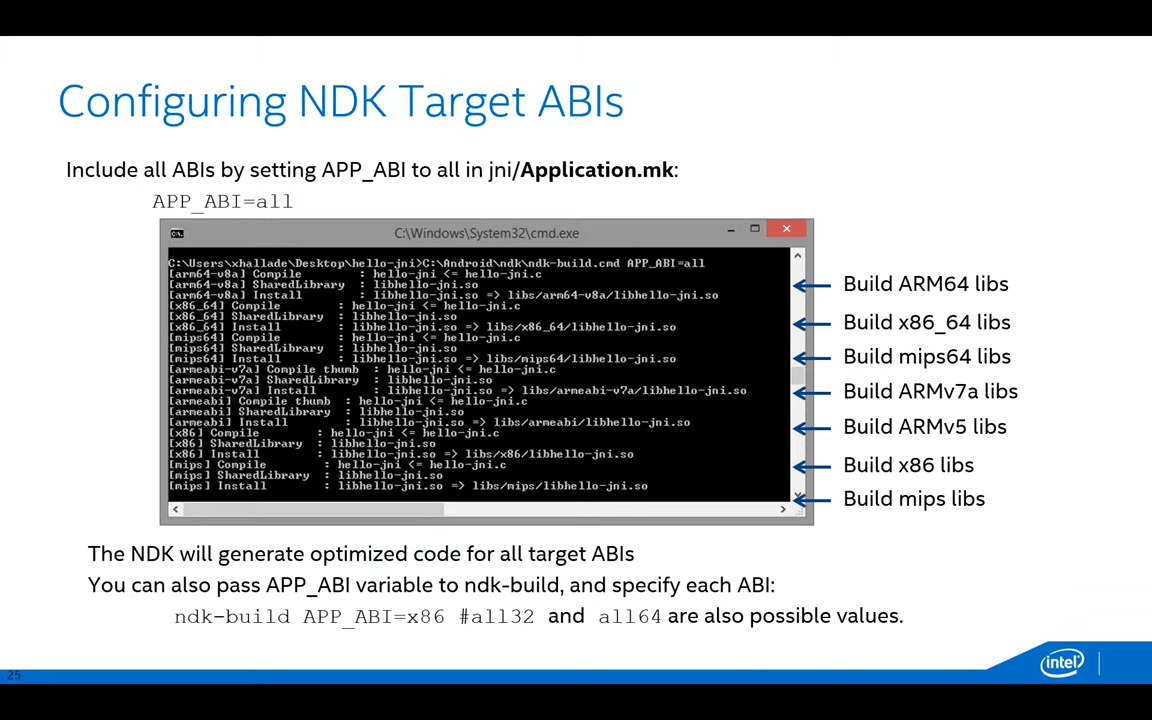 Configuring NDK Target ABIs
Include all ABIs by setting APP_ABI to all in jni/Application.mk:
APP_ABI=all
C:\Windows\System32\cmd.exe
C:\Users\xhallade\Desktop\hello-jni>C:\Android\ndk\ndk-build.cmd APP_ABI=all
[arm64-v8a] Compile : hello-jni <= hello-jni.c
[arm64-v8a] SharedLibrary : libhello-jni.so
[arm64-v8a] Install : libhello-jni.so => libs/arm64-v8a/libhello-jni.so
[x86_64] Compile : hello-jni <= hello-jni.c
[x86_64] SharedLibrary : libhello-jni.so
[x86_64] Install : libhello-jni.so => libs/x86_64/libhello-jni.so
[mips64] Compile : hello-jni <= hello-jni.c
[mips64] SharedLibrary : libhello-jni.so
[mips64] Install : libhello-jni.so => libs/mips64/libhello-jni.so
[armeabi-v7a] Compile thumb : hello-jni <= hello-jni.c
[armeabi-v7a] SharedLibrary : libhello-jni.so
[armeabi-v7a] Install : libhello-jni.so => libs/armeabi-v7a/libhello-jni.so
[armeabi] Compile thumb : hello-jni <= hello-jni.c
[armeabi] SharedLibrary : libhello-jni.so
[armeabi] Install : libhello-jni.so => libs/armeabi/libhello-jni.so
[x86] Compile : hello-jni <= hello-jni.c
[x86] SharedLibrary : libhello-jni.so
[x86] Install : libhello-jni.so => libs/x86/libhello-jni.so
[mips] Compile : hello-jni <= hello-jni.c
[mips] SharedLibrary : libhello-jni.so
[mips] Install : libhello-jni.so => libs/mips/libhello-jni.so
Build ARM64 libs
Build x86_64 libs
Build mips64 libs
Build ARMv7a libs
Build ARMv5 libs
Build x86 libs
Build mips libs
The NDK will generate optimized code for all target ABIs
You can also pass APP_ABI variable to ndk-build, and specify each ABI:
ndk-build APP_ABI=x86 #all32 and all64 are also possible values.
25
intel